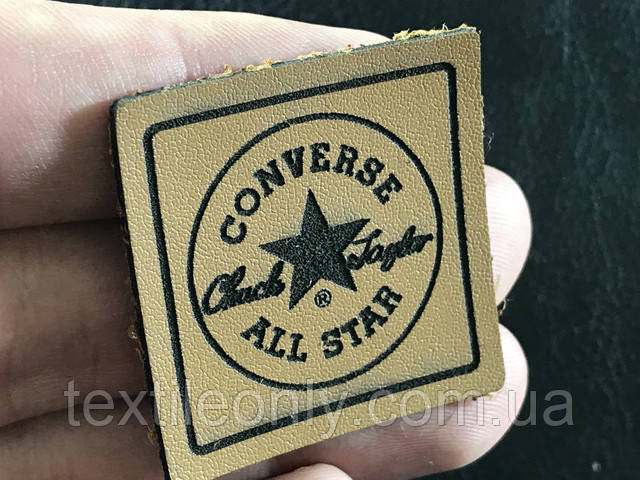 CONVERSE
Chuck Taylor
®
ALL STAR
textileonly.com.ua